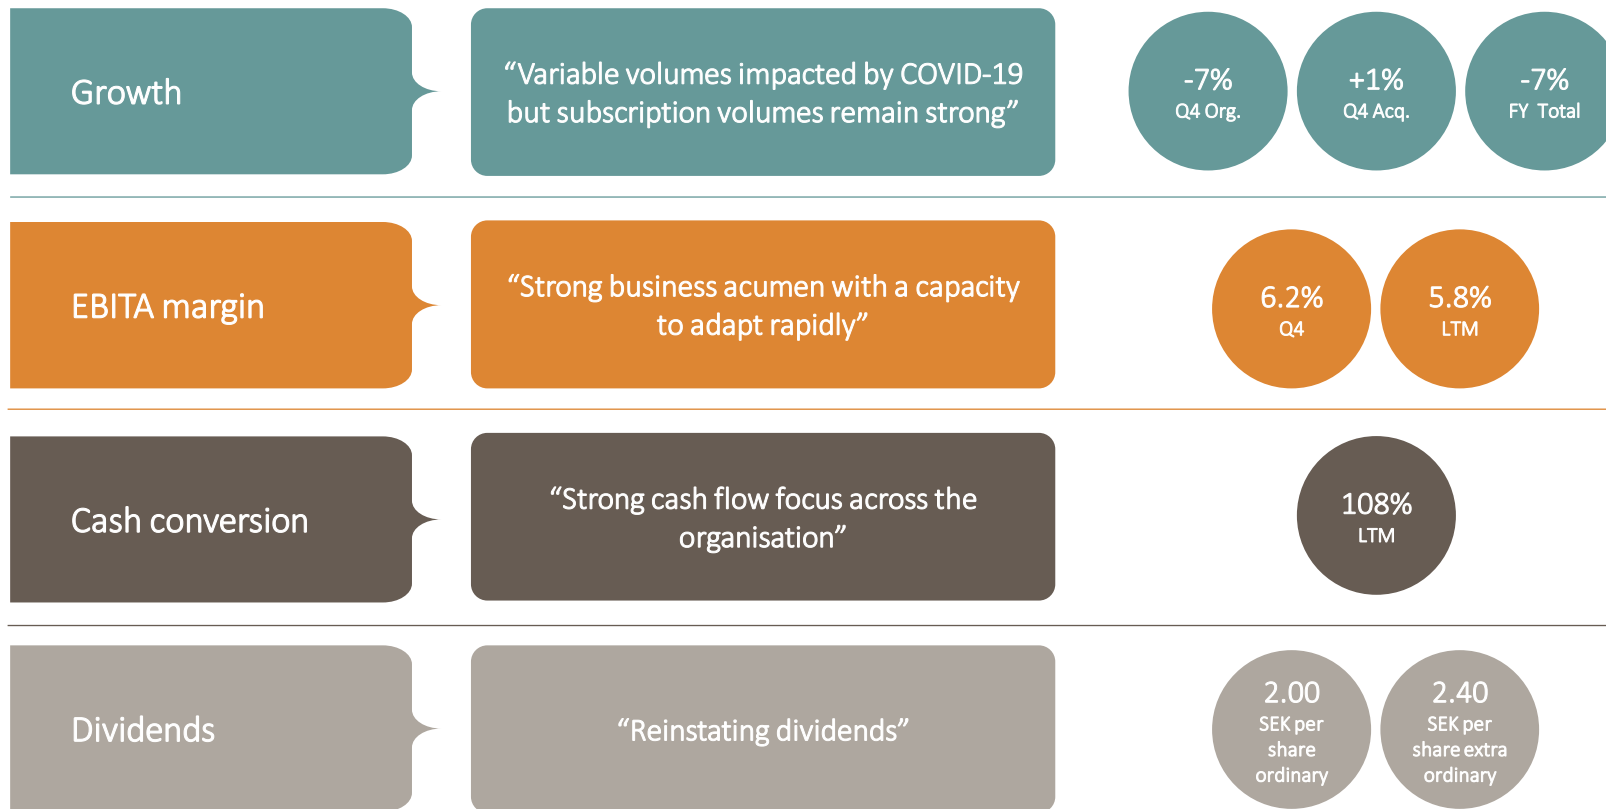 Growth
“Variable volumes impacted by COVID-19
but subscription volumes remain strong”
-7%
Q4 Org.
+1%
Q4 Acq.
-7%
FY Total
EBITA margin
“Strong business acumen with a capacity
to adapt rapidly”
6.2%
Q4
5.8%
LTM
Cash conversion
“Strong cash flow focus across the
organisation”
108%
LTM
Dividends
“Reinstating dividends”
2.00
SEK per
share
ordinary
2.40
SEK per
share extra
ordinary